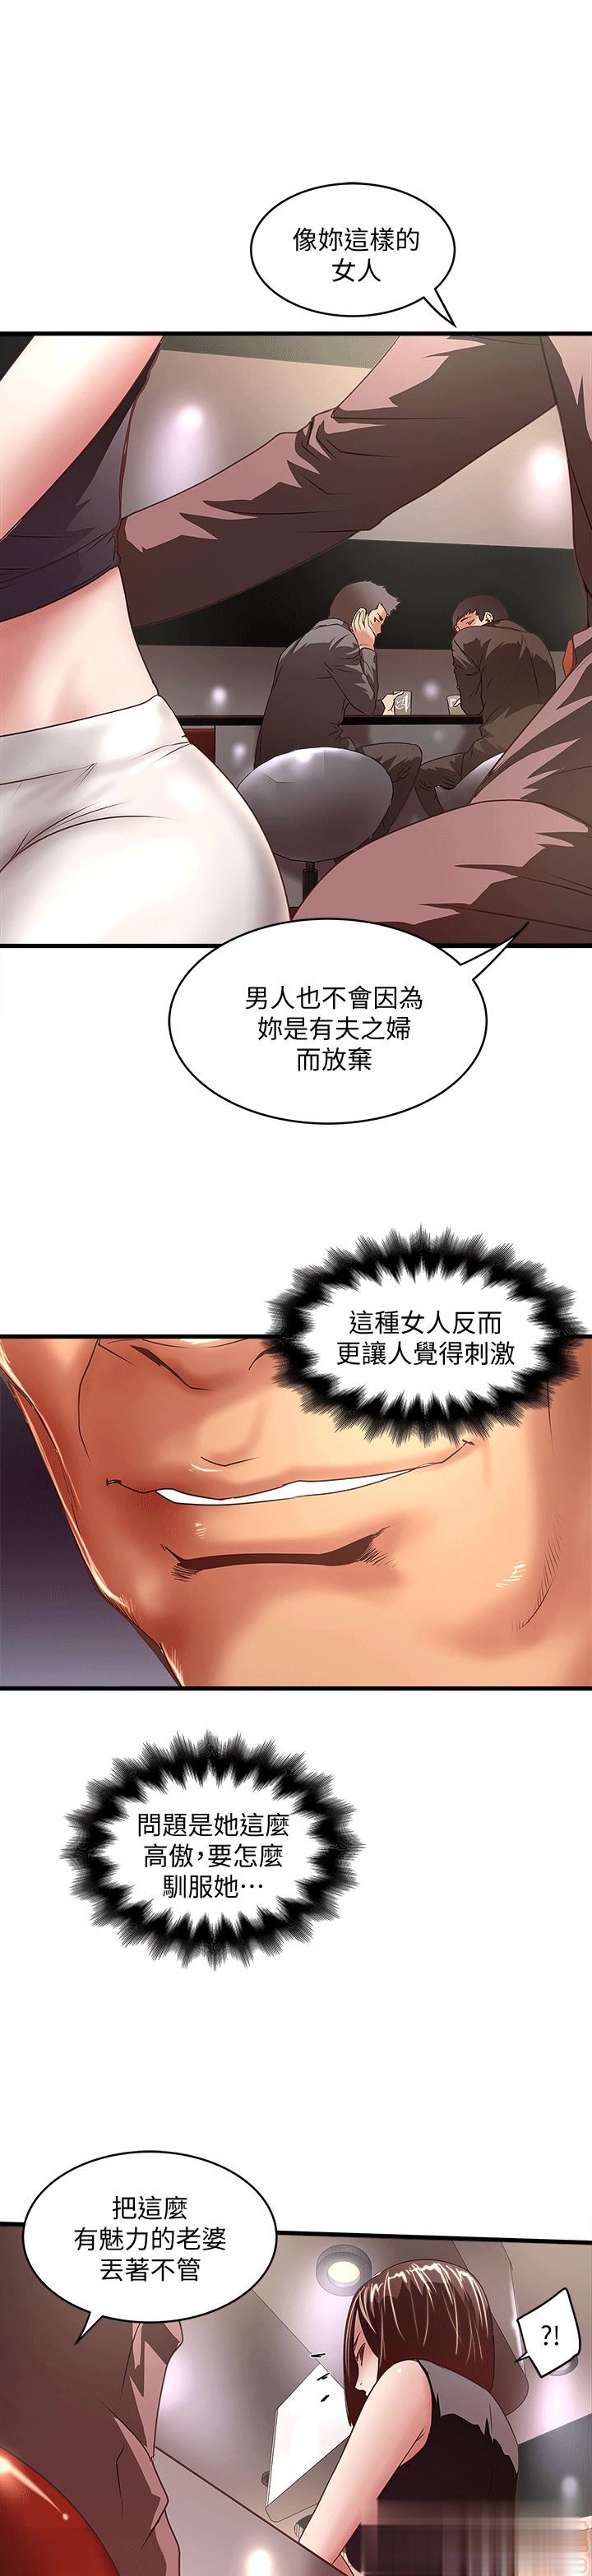 像妳這樣的
女人
男人也不會因為
妳是有夫之婦
而放棄
這種女人反而
更讓人覺得刺激
問題是她這麼
高傲,要怎麼
馴服她…
把這麼
有魅力的老婆
丟著不管
?!